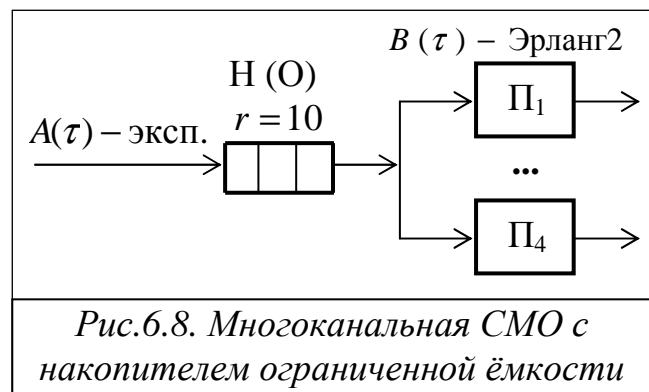 B(τ) – Эрланг2
Н (О)
r = 10
A(τ) – эксп.
П₁
...
П₄
Рис.6.8. Многоканальная СМО с
накопителем ограниченной ёмкости